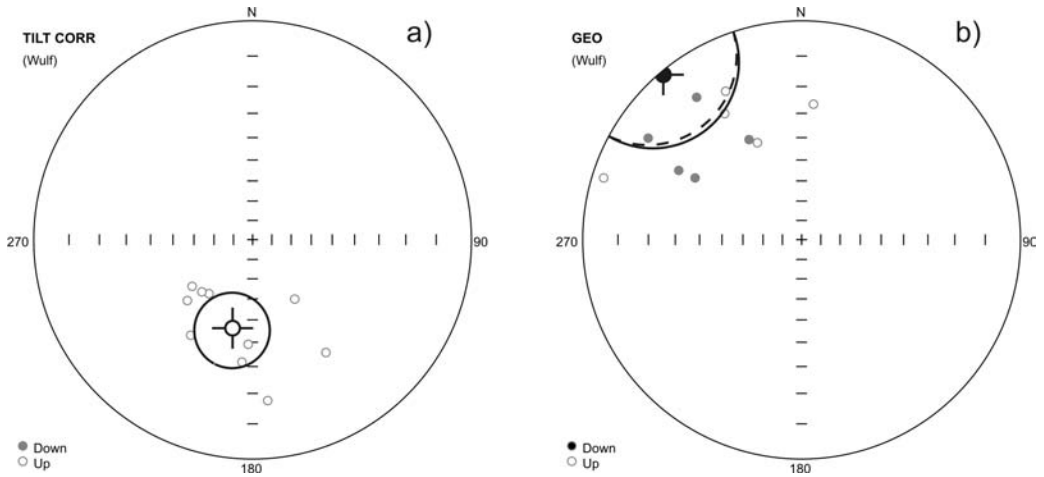 N
TILT CORR
(Wulf)
a)
270
90
Down
Up
180
N
GEO
(Wulf)
b)
270
90
Down
Up
180